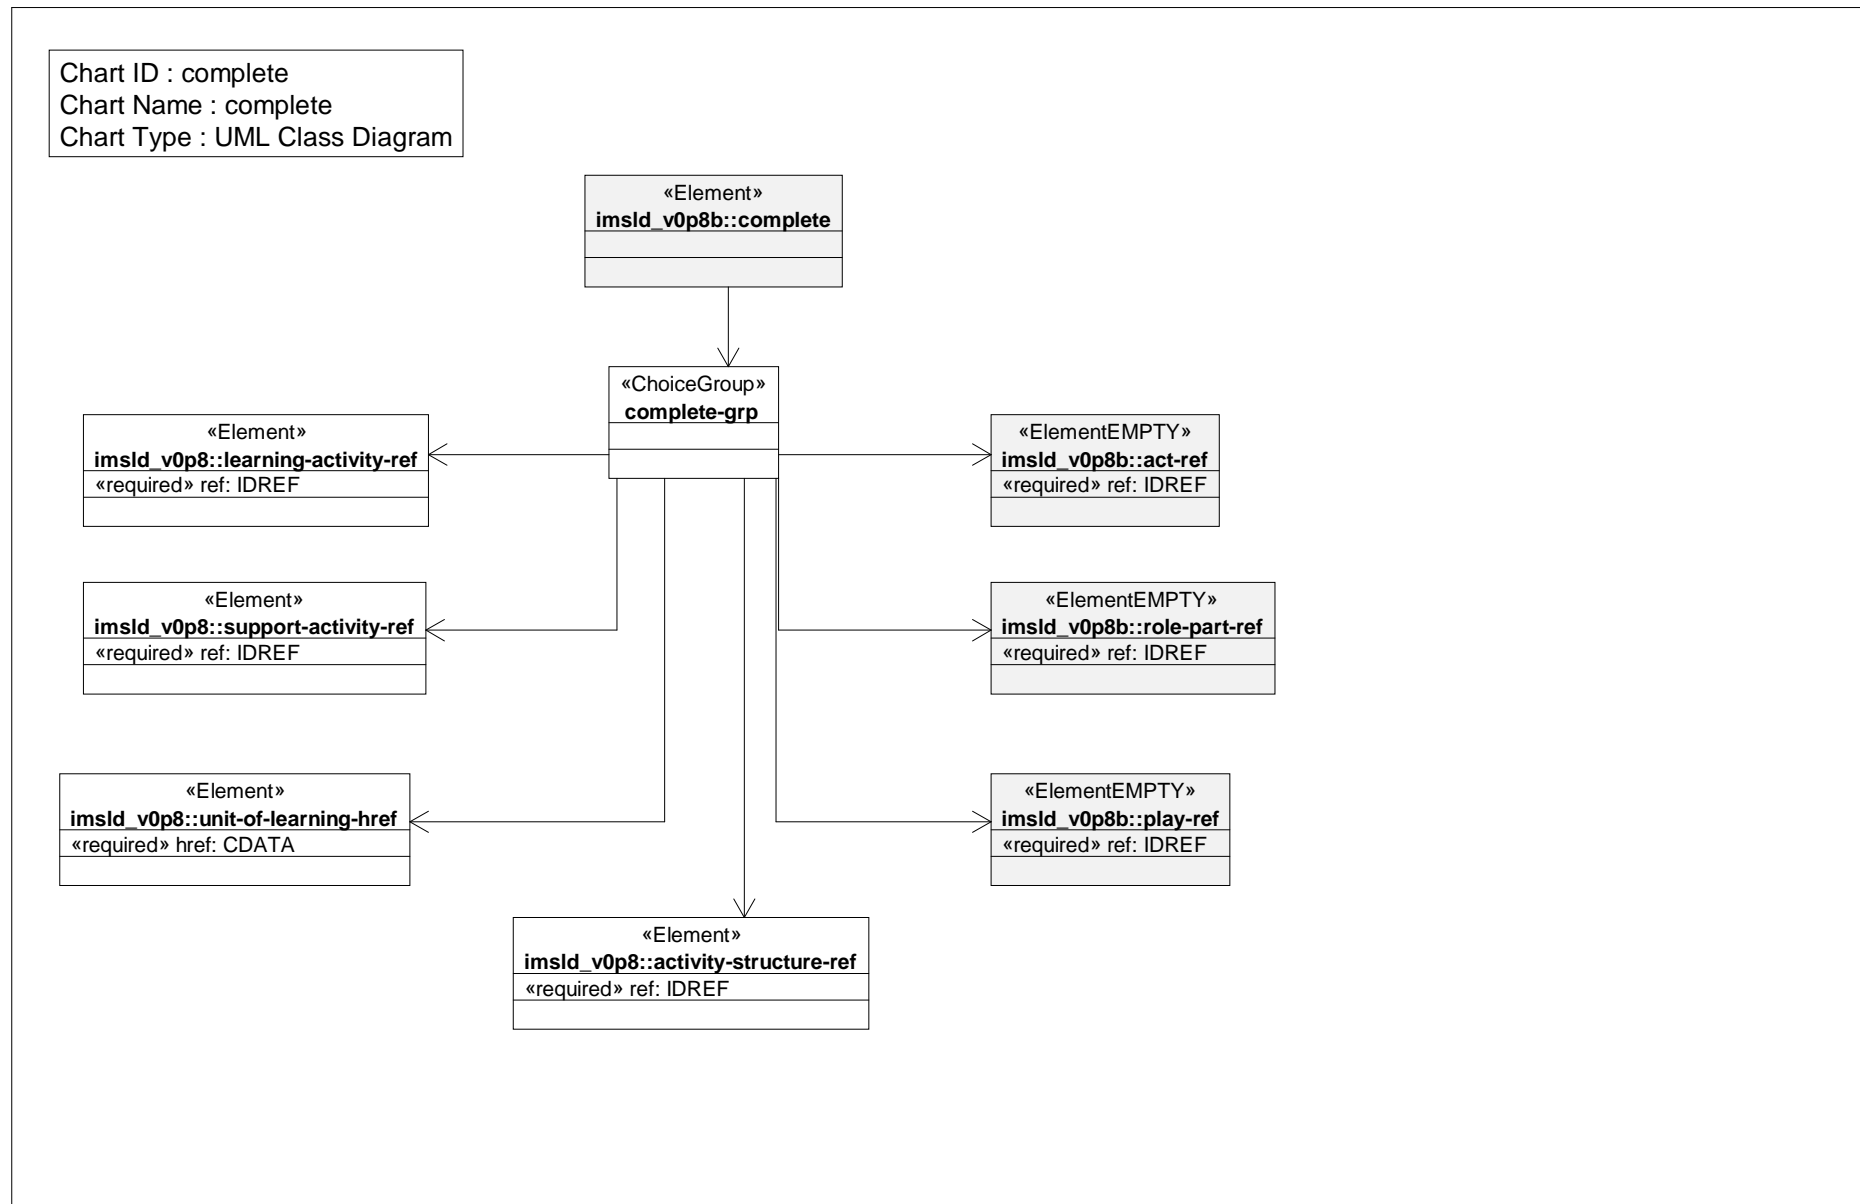 Chart ID : complete
Chart Name : complete
Chart Type : UML Class Diagram
«Element»
imsld_v0p8b::complete
«ChoiceGroup»
complete-grp
«Element»
imsld_v0p8::learning-activity-ref
«required» ref: IDREF
«ElementEMPTY»
imsld_v0p8b::act-ref
«required» ref: IDREF
«Element»
imsld_v0p8::support-activity-ref
«required» ref: IDREF
«ElementEMPTY»
imsld_v0p8b::role-part-ref
«required» ref: IDREF
«Element»
imsld_v0p8::unit-of-learning-href
«required» href: CDATA
«ElementEMPTY»
imsld_v0p8b::play-ref
«required» ref: IDREF
«Element»
imsld_v0p8::activity-structure-ref
«required» ref: IDREF